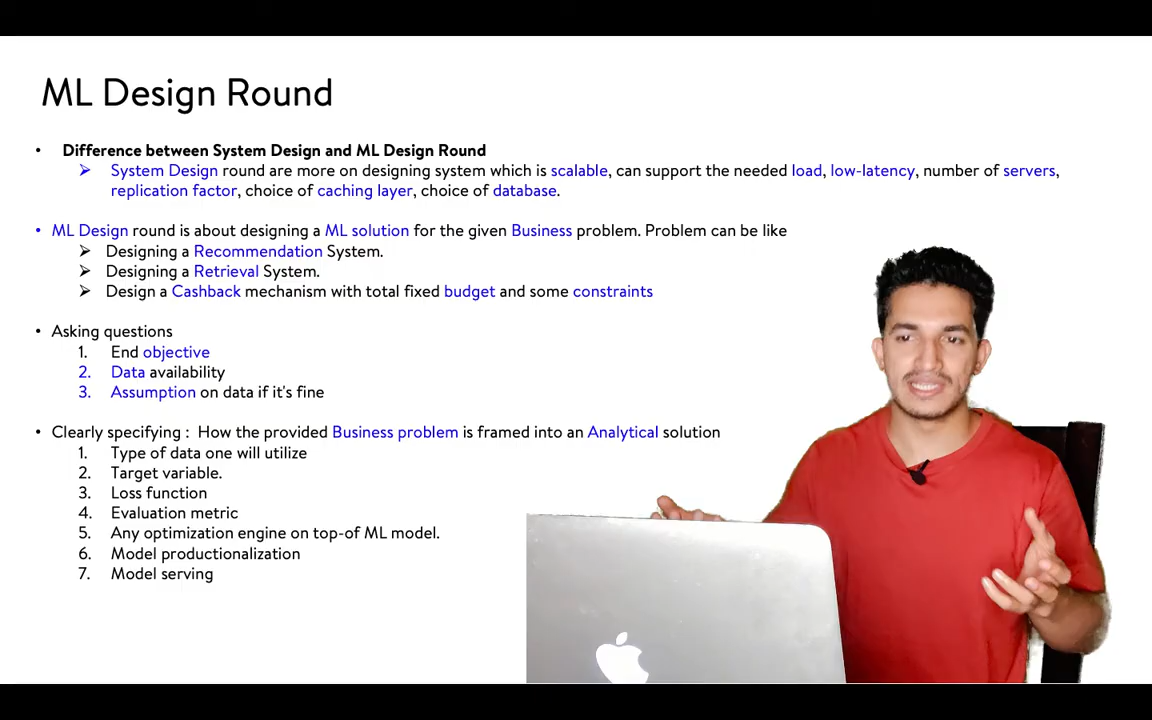 ML Design Round
• Difference between System Design and ML Design Round
➢ System Design round are more on designing system which is scalable, can support the needed load, low-latency, number of servers,
replication factor, choice of caching layer, choice of database.
• ML Design round is about designing a ML solution for the given Business problem. Problem can be like
➢ Designing a Recommendation System.
➢ Designing a Retrieval System.
➢ Design a Cashback mechanism with total fixed budget and some constraints
• Asking questions
1. End objective
2. Data availability
3. Assumption on data if it's fine
• Clearly specifying : How the provided Business problem is framed into an Analytical solution
1. Type of data one will utilize
2. Target variable.
3. Loss function
4. Evaluation metric
5. Any optimization engine on top-of ML model.
6. Model productionalization
7. Model serving